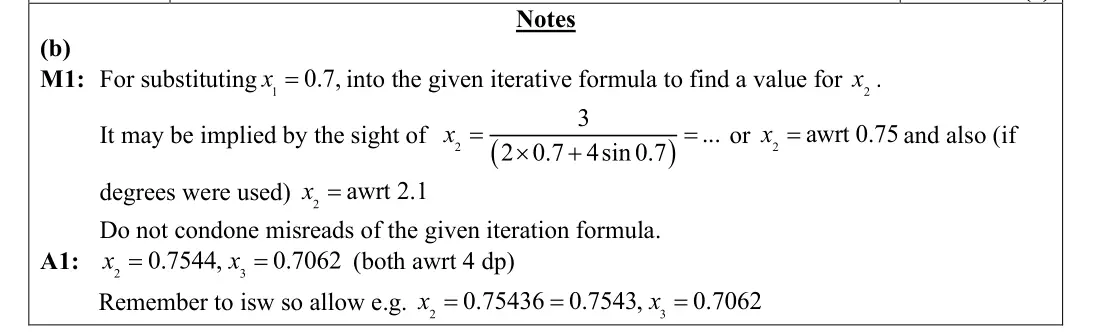 Notes
(b)
M1: For substituting x₁ = 0.7, into the given iterative formula to find a value for x₂ .
It may be implied by the sight of x₂ = 3/(2×0.7+4sin0.7) = ... or x₂ = awrt 0.75 and also (if
degrees were used) x₂ = awrt 2.1
Do not condone misreads of the given iteration formula.
A1: x₂ = 0.7544, x₃ = 0.7062 (both awrt 4 dp)
Remember to isw so allow e.g. x₂ = 0.75436 = 0.7543, x₃ = 0.7062